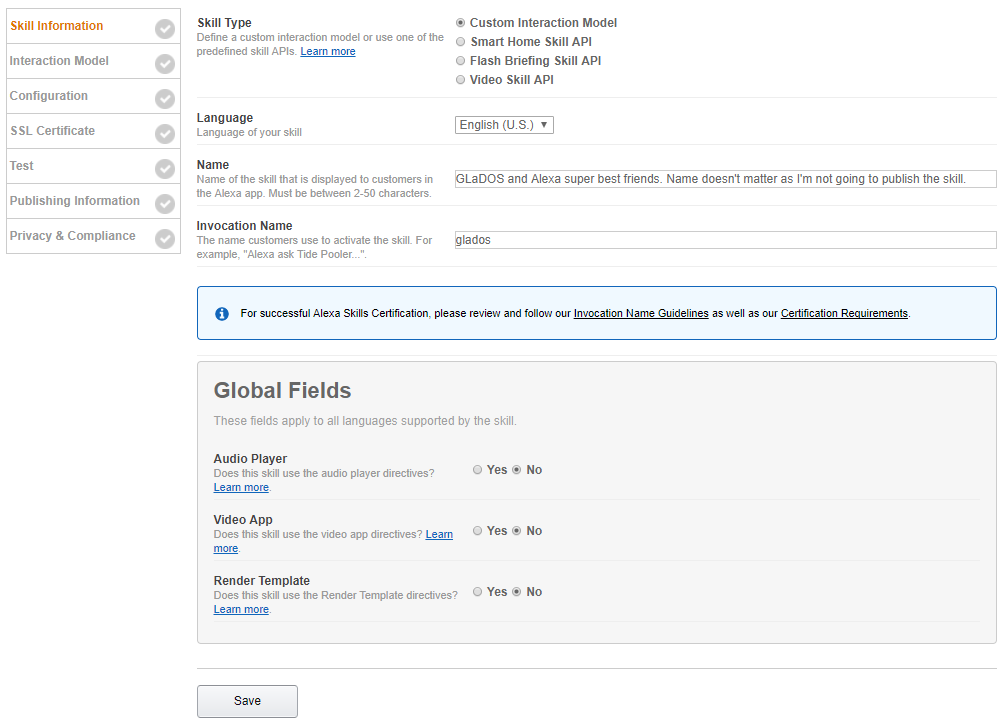 Skill Information
Interaction Model
Configuration
SSL Certificate
Test
Publishing Information
Privacy & Compliance
Skill Type
Define a custom interaction model or use one of the
predefined skill APIs. Learn more
Custom Interaction Model
Smart Home Skill API
Flash Briefing Skill API
Video Skill API
Language
Language of your skill
English (U.S.)
Name
Name of the skill that is displayed to customers in
the Alexa app. Must be between 2-50 characters.
GLaDOS and Alexa super best friends. Name doesn't matter as I'm not going to publish the skill.
Invocation Name
The name customers use to activate the skill. For
example, "Alexa ask Tide Pooler...".
glados
For successful Alexa Skills Certification, please review and follow our Invocation Name Guidelines as well as our Certification Requirements.
Global Fields
These fields apply to all languages supported by the skill.
Audio Player
Does this skill use the audio player directives?
Learn more.
Yes No
Video App
Does this skill use the video app directives? Learn
more.
Yes No
Render Template
Does this skill use the Render Template directives?
Learn more.
Yes No
Save